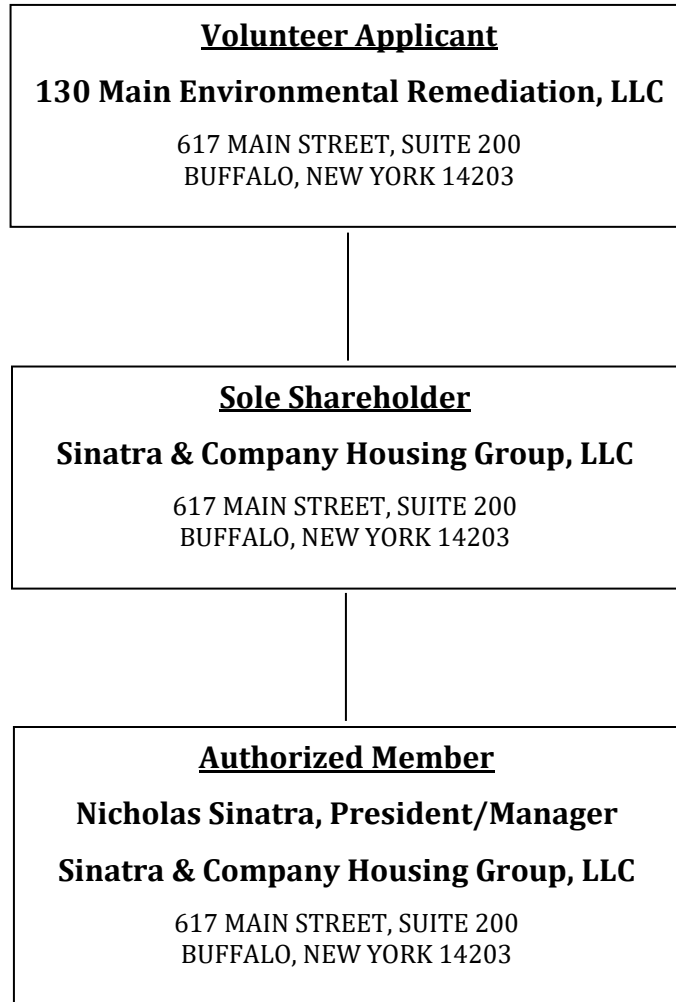 Volunteer Applicant
130 Main Environmental Remediation, LLC
617 MAIN STREET, SUITE 200
BUFFALO, NEW YORK 14203
Sole Shareholder
Sinatra & Company Housing Group, LLC
617 MAIN STREET, SUITE 200
BUFFALO, NEW YORK 14203
Authorized Member
Nicholas Sinatra, President/Manager
Sinatra & Company Housing Group, LLC
617 MAIN STREET, SUITE 200
BUFFALO, NEW YORK 14203